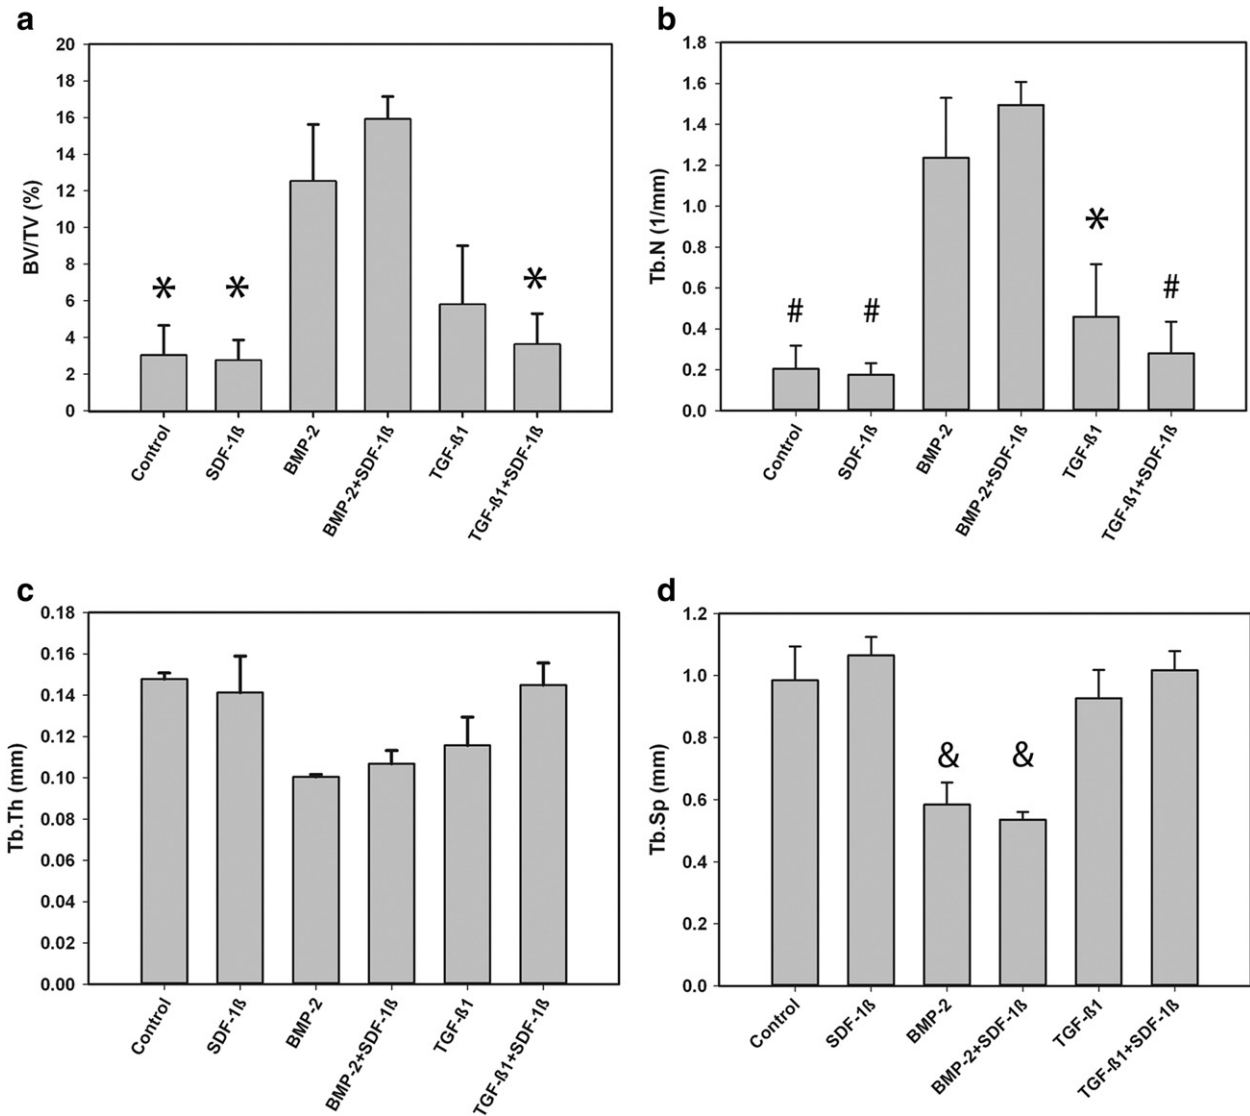 a
BV/TV (%)
20
18
16
14
12
10
8
6
4
2
0
*
*
*
Control
SDF-1ß
BMP-2
BMP-2+SDF-1ß
TGF-ß1
TGF-ß1+SDF-1ß
b
Tb.N (1/mm)
1.8
1.6
1.4
1.2
1.0
0.8
0.6
0.4
0.2
0.0
#
#
*
#
Control
SDF-1ß
BMP-2
BMP-2+SDF-1ß
TGF-ß1
TGF-ß1+SDF-1ß
c
Tb.Th (mm)
0.18
0.16
0.14
0.12
0.10
0.08
0.06
0.04
0.02
0.00
Control
SDF-1ß
BMP-2
BMP-2+SDF-1ß
TGF-ß1
TGF-ß1+SDF-1ß
d
Tb.Sp (mm)
1.2
1.0
0.8
0.6
0.4
0.2
0.0
&
&
Control
SDF-1ß
BMP-2
BMP-2+SDF-1ß
TGF-ß1
TGF-ß1+SDF-1ß